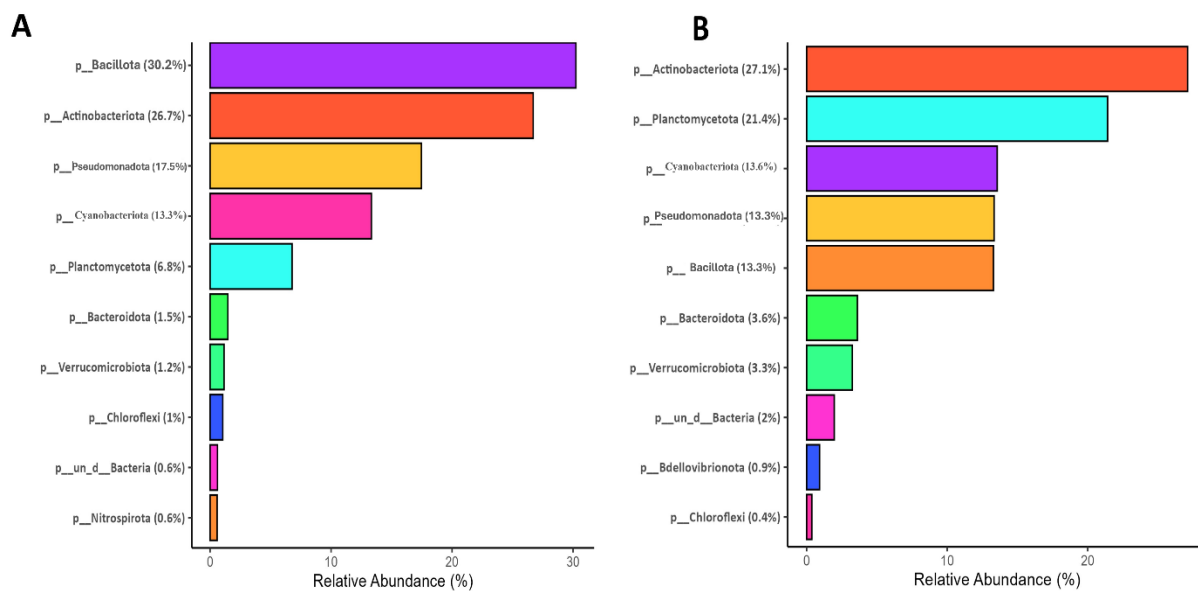 A
p__Bacillota (30.2%)
p__Actinobacteriota (26.7%)
p__Pseudomonadota (17.5%)
p__Cyanobacteriota (13.3%)
p__Planctomycetota (6.8%)
p__Bacteroidota (1.5%)
p__Verrucomicrobiota (1.2%)
p__Chloroflexi (1%)
p__un_d__Bacteria (0.6%)
p__Nitrospirota (0.6%)
0 10 20 30
Relative Abundance (%)
B
p__Actinobacteriota (27.1%)
p__Planctomycetota (21.4%)
p__Cyanobacteriota (13.6%)
p__Pseudomonadota (13.3%)
p__ Bacillota (13.3%)
p__Bacteroidota (3.6%)
p__Verrucomicrobiota (3.3%)
p__un_d__Bacteria (2%)
p__Bdellovibrionota (0.9%)
p__Chloroflexi (0.4%)
0 10 20
Relative Abundance (%)